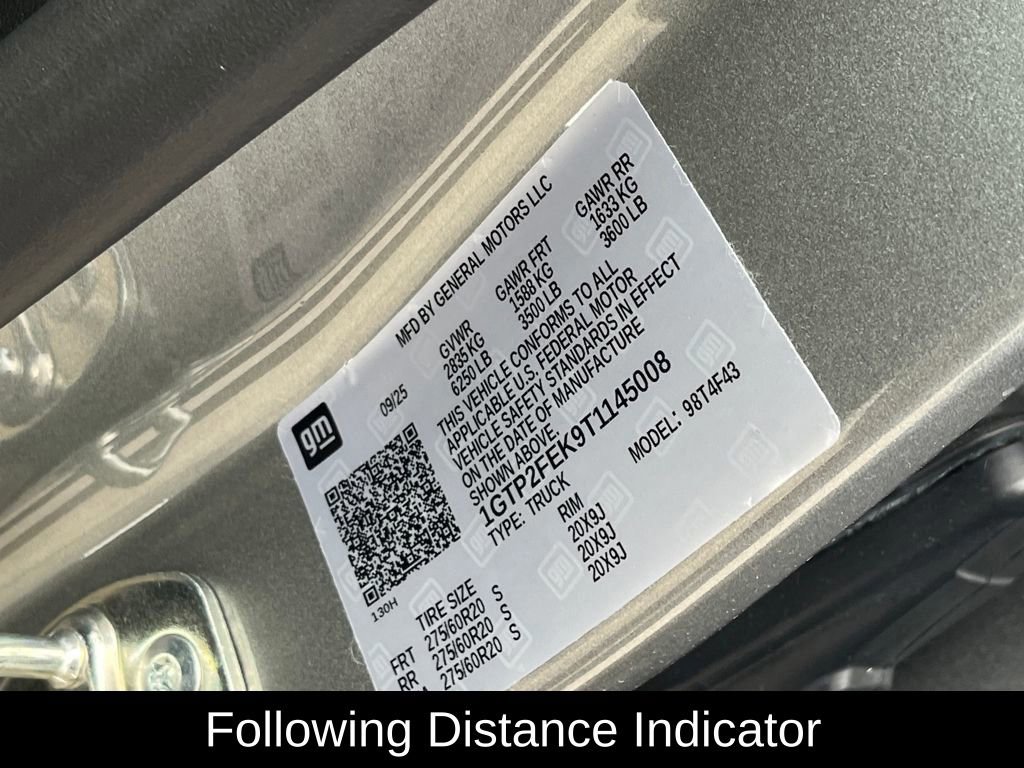 gm
09/25
MFD BY GENERAL MOTORS LLC
GVWR GAWR FRT GAWR RR
2835 KG 1588 KG 1633 KG
6250 LB 3500 LB 3600 LB
THIS VEHICLE CONFORMS TO ALL
APPLICABLE U.S. FEDERAL MOTOR
VEHICLE SAFETY STANDARDS IN EFFECT
ON THE DATE OF MANUFACTURE
SHOWN ABOVE.
1GTP2FEK9T1145008
TYPE: TRUCK MODEL: 98T4F43
130H
TIRE SIZE RIM
FRT 275/60R20 S 20X9J
RR 275/60R20 S 20X9J
275/60R20 S 20X9J
Following Distance Indicator